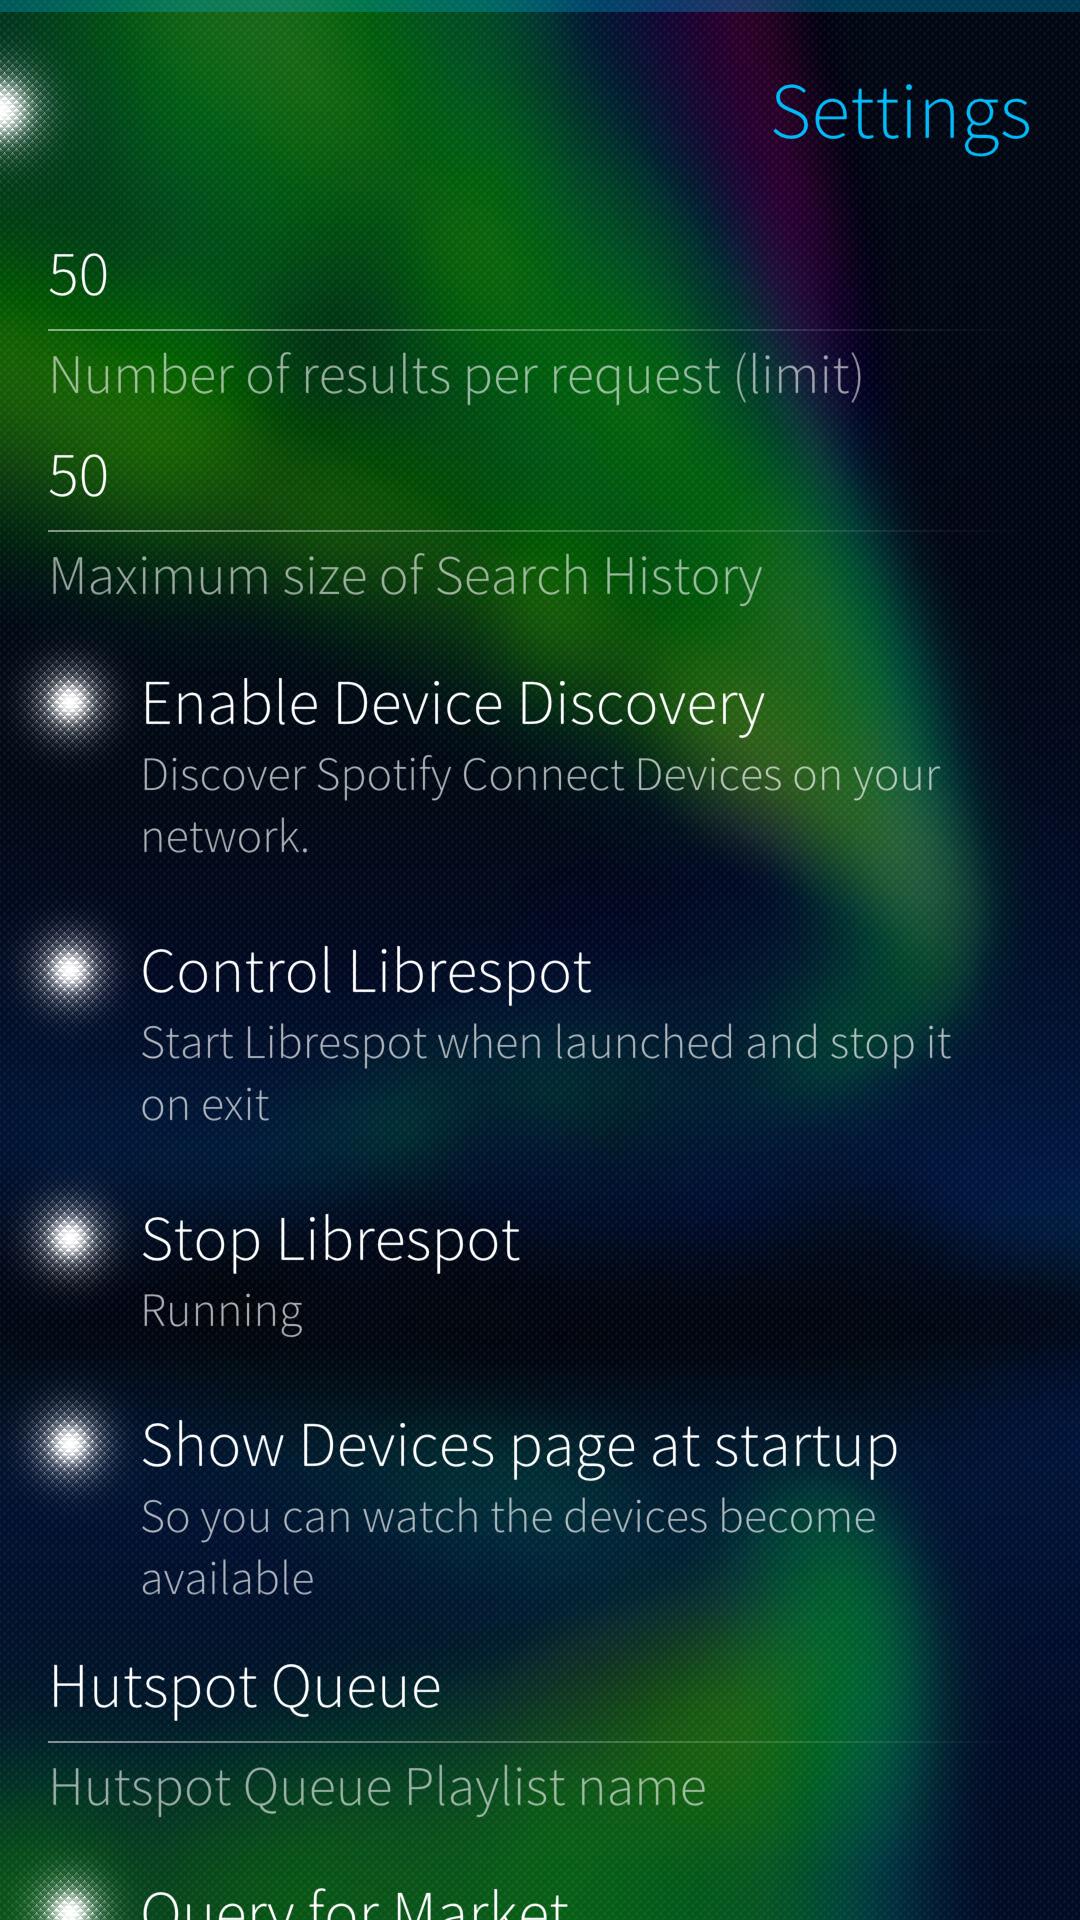 Settings
50
Number of results per request (limit)
50
Maximum size of Search History
Enable Device Discovery
Discover Spotify Connect Devices on your
network.
Control Librespot
Start Librespot when launched and stop it
on exit
Stop Librespot
Running
Show Devices page at startup
So you can watch the devices become
available
Hutspot Queue
Hutspot Queue Playlist name
Query for Market